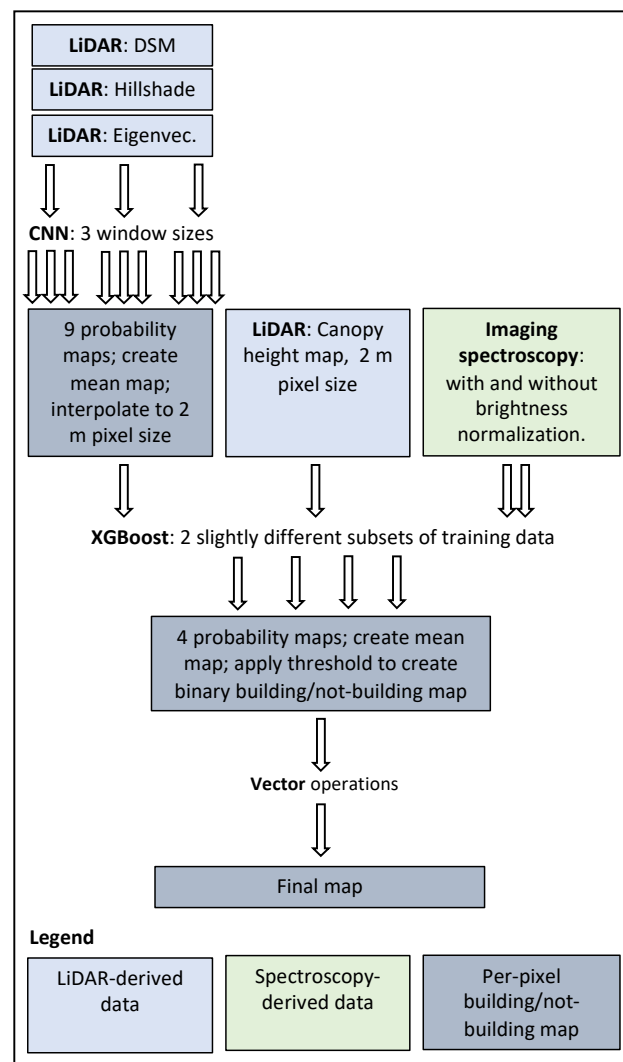 LiDAR: DSM
LiDAR: Hillshade
LiDAR: Eigenvec.
CNN: 3 window sizes
9 probability
maps; create
mean map;
interpolate to 2
m pixel size
LiDAR: Canopy
height map, 2 m
pixel size
Imaging
spectroscopy:
with and without
brightness
normalization.
XGBoost: 2 slightly different subsets of training data
4 probability maps; create mean
map; apply threshold to create
binary building/not-building map
Vector operations
Final map
Legend
LiDAR-derived
data
Spectroscopy-
derived data
Per-pixel
building/not-
building map